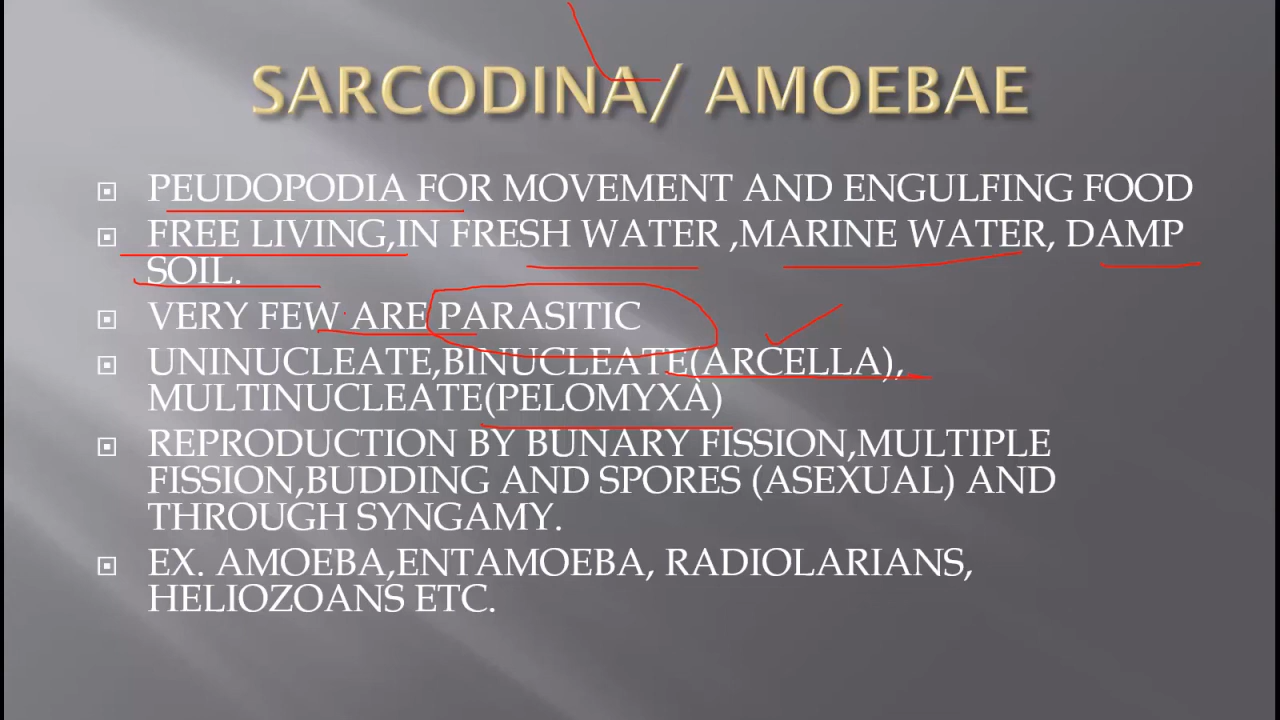 SARCODINA/ AMOEBAE
PEUDOPODIA FOR MOVEMENT AND ENGULFING FOOD
FREE LIVING,IN FRESH WATER ,MARINE WATER, DAMP
SOIL.
VERY FEW ARE PARASITIC
UNINUCLEATE,BINUCLEATE(ARCELLA),
MULTINUCLEATE(PELOMYXA)
REPRODUCTION BY BUNARY FISSION,MULTIPLE
FISSION,BUDDING AND SPORES (ASEXUAL) AND
THROUGH SYNGAMY.
EX. AMOEBA,ENTAMOEBA, RADIOLARIANS,
HELIOZOANS ETC.